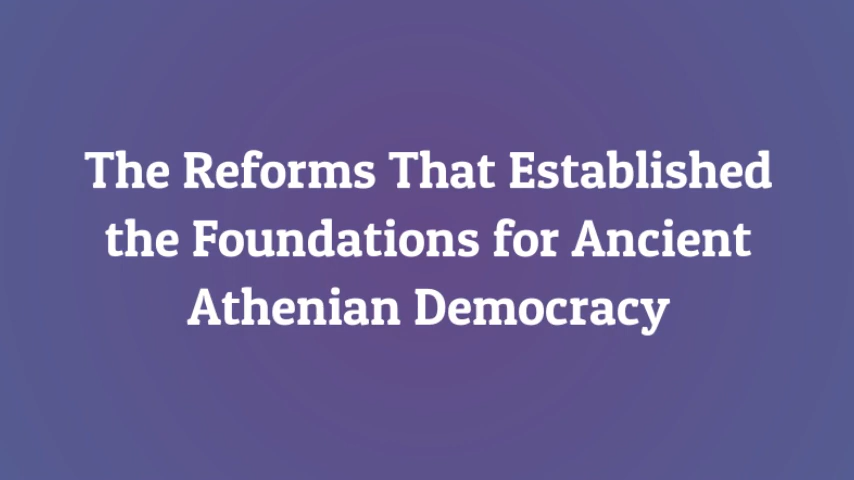 The Reforms That Established
the Foundations for Ancient
Athenian Democracy